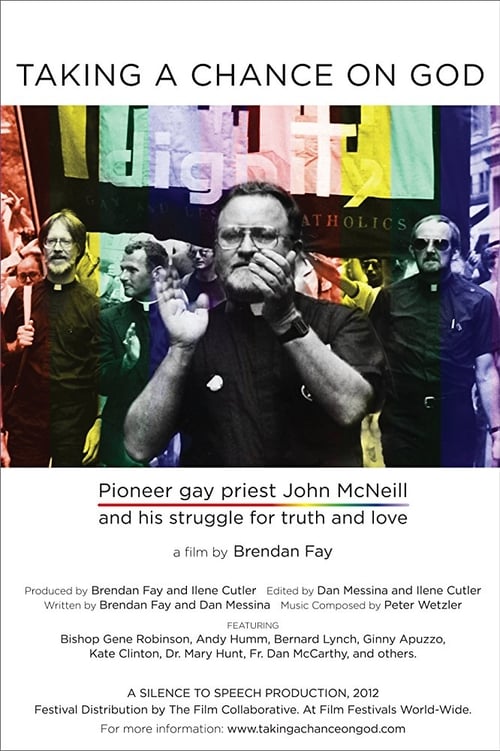 TAKING A CHANCE ON GOD
dignity
GAY AND LES
ATHOLICS
Pioneer gay priest John McNeill
and his struggle for truth and love
a film by Brendan Fay
Produced by Brendan Fay and Ilene Cutler Edited by Dan Messina and Ilene Cutler
Written by Brendan Fay and Dan Messina Music Composed by Peter Wetzler
FEATURING
Bishop Gene Robinson, Andy Humm, Bernard Lynch, Ginny Apuzzo,
Kate Clinton, Dr. Mary Hunt, Fr. Dan McCarthy, and others.
A SILENCE TO SPEECH PRODUCTION, 2012
Festival Distribution by The Film Collaborative. At Film Festivals World-Wide.
For more information: www.takingachanceongod.com